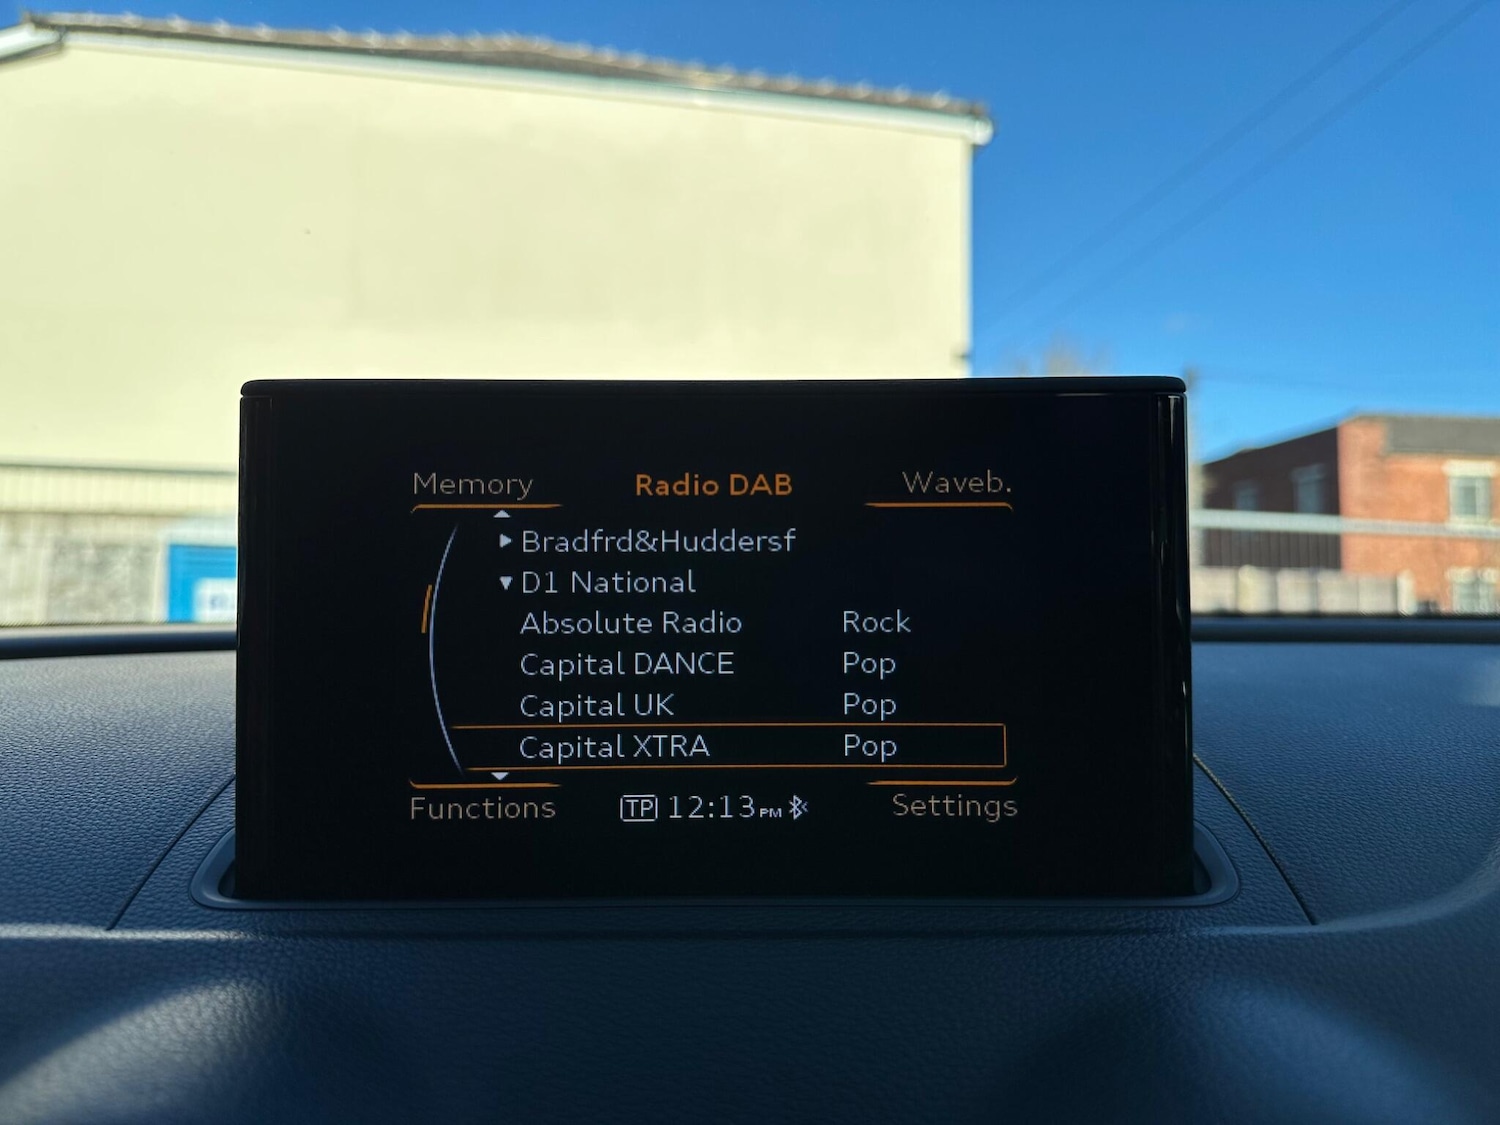 Memory Radio DAB Waveb.
Bradfrd&Huddersf
D1 National
Absolute Radio Rock
Capital DANCE Pop
Capital UK Pop
Capital XTRA Pop
Functions TP 12:13 PM Settings